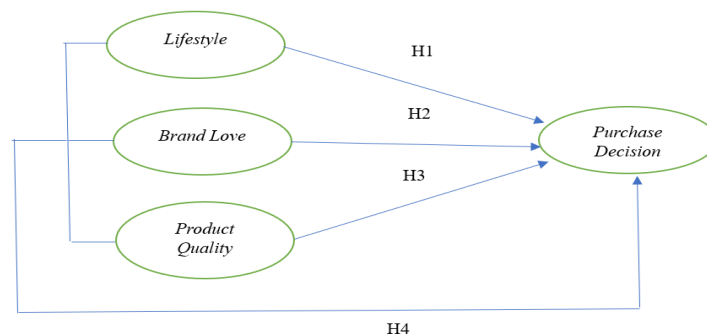 Lifestyle
H1
H2
Brand Love
Purchase
Decision
H3
Product
Quality
H4